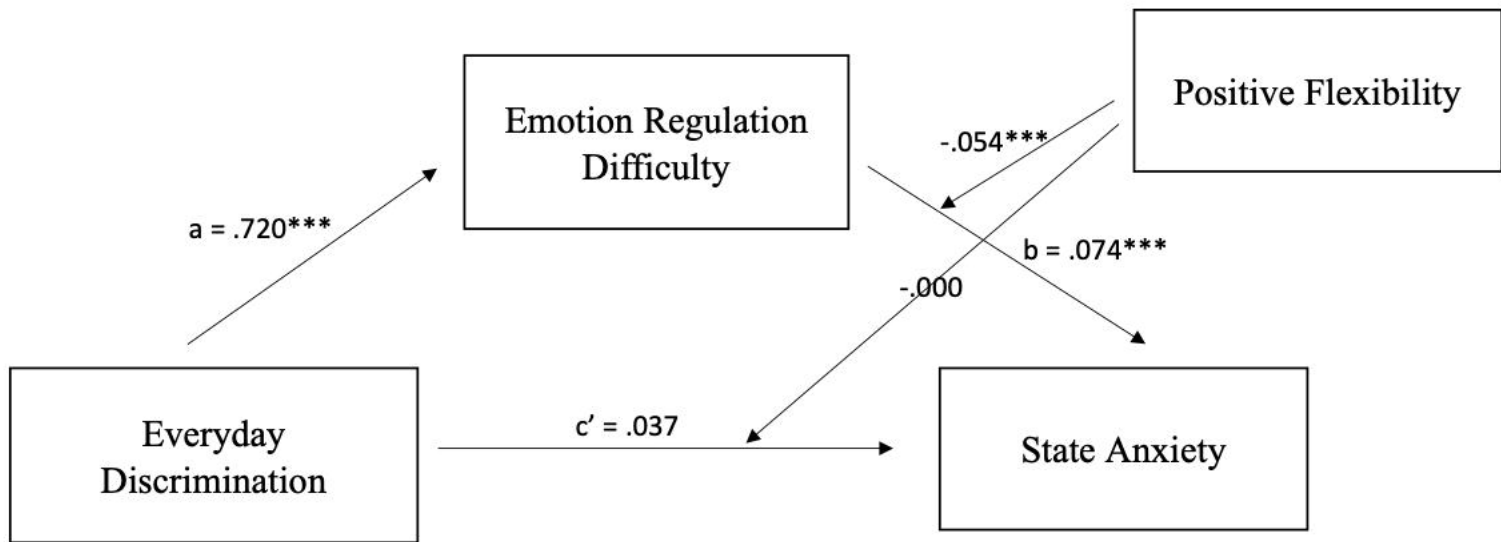 Positive Flexibility
Emotion Regulation
Difficulty
-.054***
a = .720***
b = .074***
-.000
Everyday
Discrimination
c’ = .037
State Anxiety